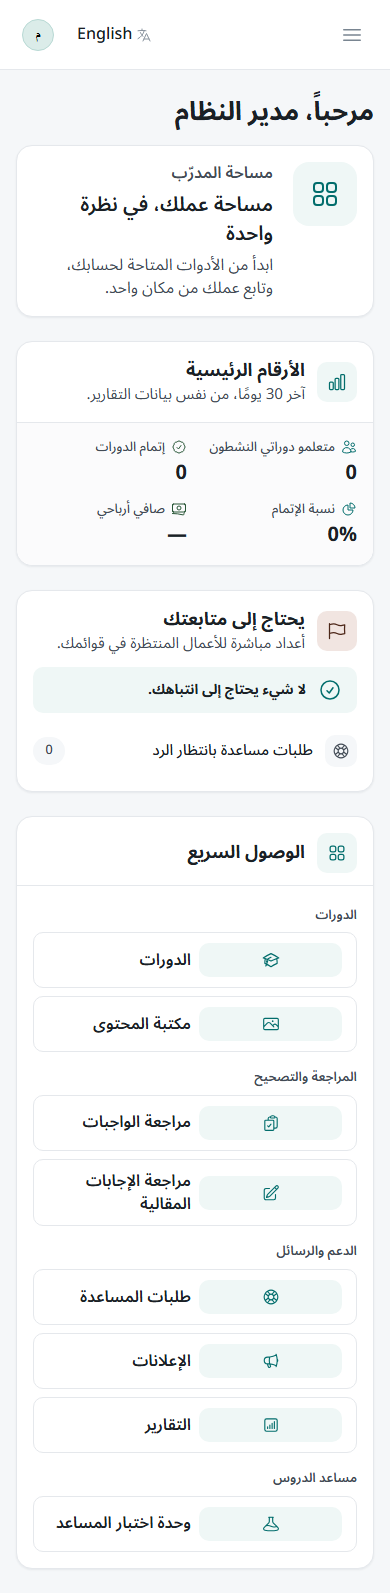 م
English
مرحباً، مدير النظام
مساحة المدرّب
مساحة عملك، في نظرة
واحدة
ابدأ من الأدوات المتاحة لحسابك،
وتابع عملك من مكان واحد.
الأرقام الرئيسية
آخر 30 يومًا، من نفس بيانات التقارير.
متعلمو دوراتي النشطون
0
إتمام الدورات
0
نسبة الإتمام
0%
صافي أرباحي
—
يحتاج إلى متابعتك
أعداد مباشرة للأعمال المنتظرة في قوائمك.
لا شيء يحتاج إلى انتباهك.
طلبات مساعدة بانتظار الرد
0
الوصول السريع
الدورات
الدورات
مكتبة المحتوى
المراجعة والتصحيح
مراجعة الواجبات
مراجعة الإجابات
المقالية
الدعم والرسائل
طلبات المساعدة
الإعلانات
التقارير
مساعد الدروس
وحدة اختبار المساعد